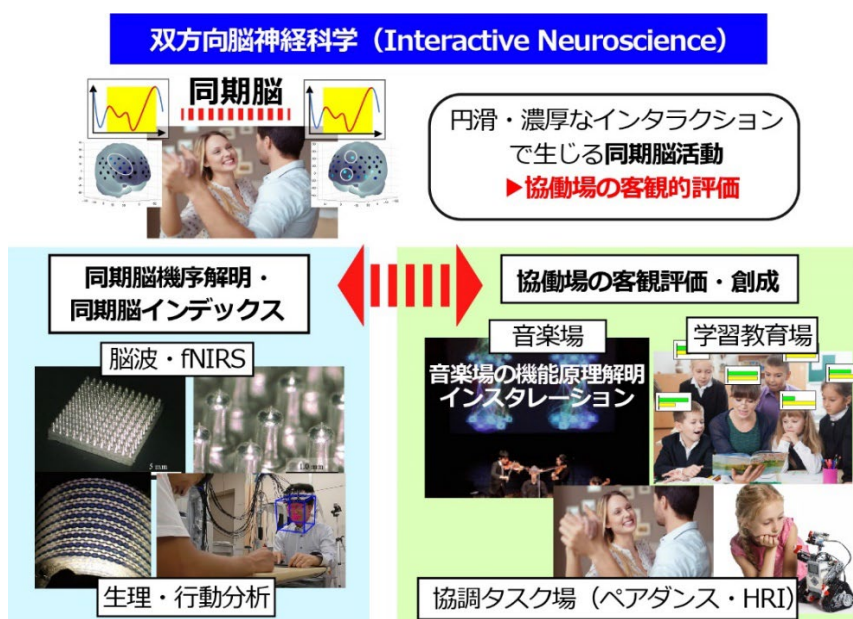 双方向脳神経科学（Interactive Neuroscience）
同期脳
円滑・濃厚なインタラクション
で生じる同期脳活動
▶協働場の客観的評価
同期脳機序解明・
同期脳インデックス
脳波・fNIRS
5 mm
1.0 mm
生理・行動分析
協働場の客観評価・創成
音楽場
学習教育場
音楽場の機能原理解明
インスタレーション
協調タスク場（ペアダンス・HRI）